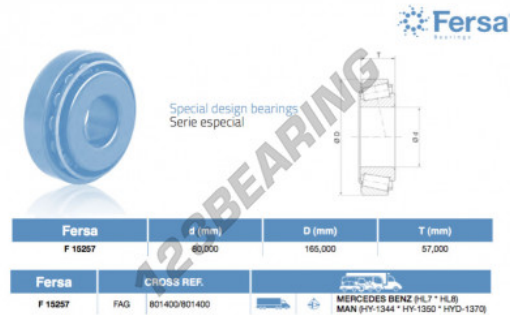 Fersa
Bearings
Special design bearings
Serie especial
T
Ø D
Ø d
123BEARING
Fersa d (mm) D (mm) T (mm)
F 15257 60,000 165,000 57,000
Fersa CROSS REF.
F 15257 FAG 801400/801400 MERCEDES BENZ (HL7 * HL8)
MAN (HY-1344 * HY-1350 * HYD-1370)